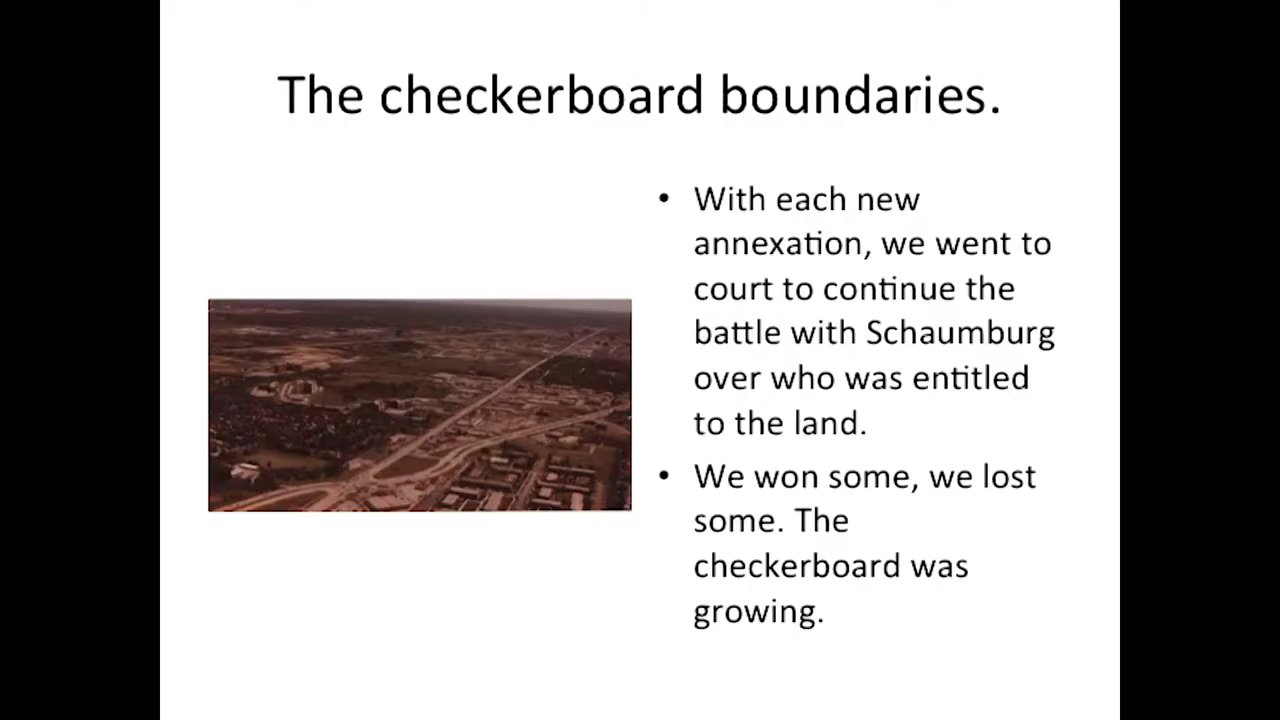 The checkerboard boundaries.
• With each new
annexation, we went to
court to continue the
battle with Schaumburg
over who was entitled
to the land.
• We won some, we lost
some. The
checkerboard was
growing.